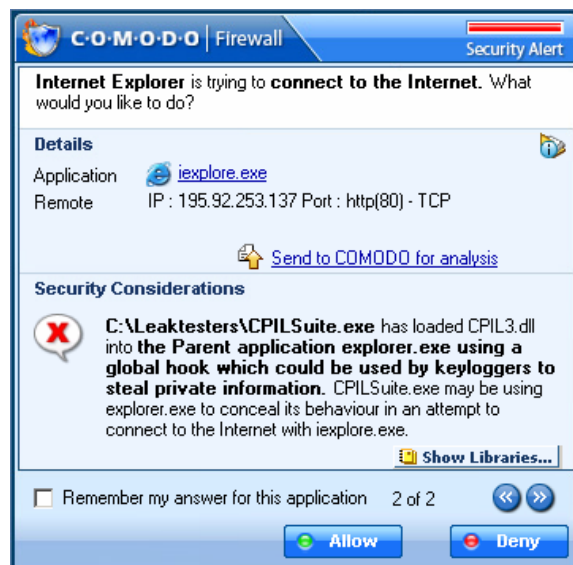 C·O·M·O·D·O | Firewall
Security Alert
Internet Explorer is trying to connect to the Internet. What
would you like to do?
Details
Application iexplore.exe
Remote IP : 195.92.253.137 Port : http(80) - TCP
Send to COMODO for analysis
Security Considerations
C:\Leaktesters\CPILSuite.exe has loaded CPIL3.dll
into the Parent application explorer.exe using a
global hook which could be used by keyloggers to
steal private information. CPILSuite.exe may be using
explorer.exe to conceal its behaviour in an attempt to
connect to the Internet with iexplore.exe.
Show Libraries...
Remember my answer for this application 2 of 2
Allow Deny